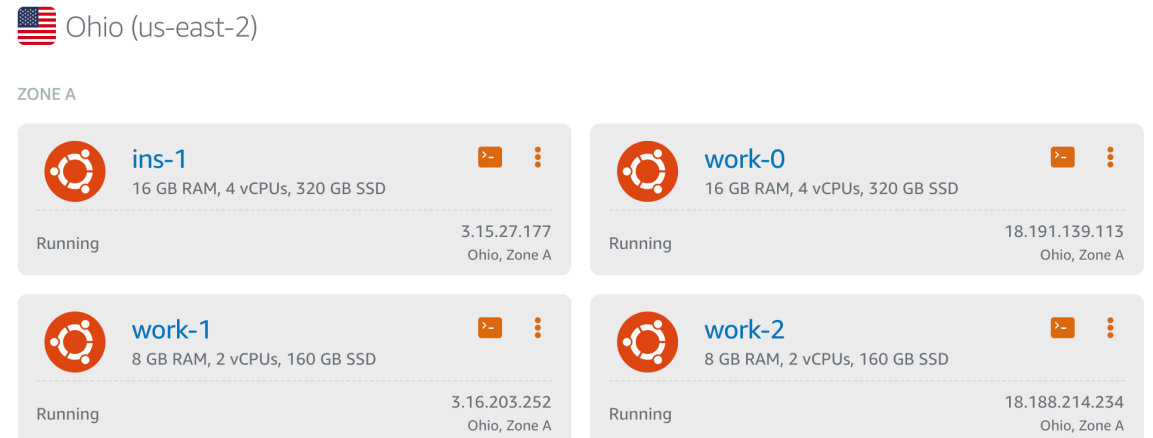 Ohio (us-east-2)
ZONE A
ins-1
16 GB RAM, 4 vCPUs, 320 GB SSD
Running
3.15.27.177
Ohio, Zone A
work-0
16 GB RAM, 4 vCPUs, 320 GB SSD
Running
18.191.139.113
Ohio, Zone A
work-1
8 GB RAM, 2 vCPUs, 160 GB SSD
Running
3.16.203.252
Ohio, Zone A
work-2
8 GB RAM, 2 vCPUs, 160 GB SSD
Running
18.188.214.234
Ohio, Zone A